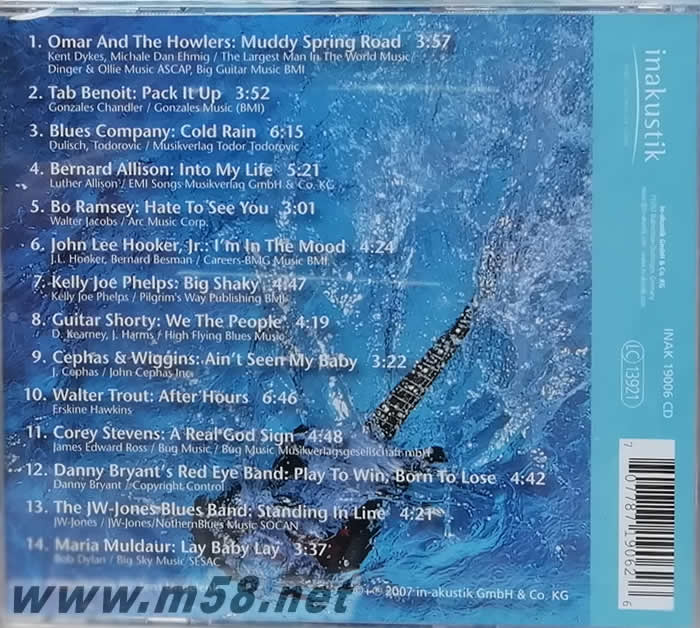 1. Omar And The Howlers: Muddy Spring Road 3:57
Kent Dykes, Michale Dan Ehmig / The Largest Man In The World Music/
Dinger & Ollie Music ASCAP, Big Guitar Music BMI
2. Tab Benoit: Pack It Up 3:52
Gonzales Chandler / Gonzales Music (BMI)
3. Blues Company: Cold Rain 6:15
Dulisch, Todorovic / Musikverlag Todor Todorovic
4. Bernard Allison: Into My Life 5:21
Luther Allison / EMI Songs Musikverlag GmbH & Co. KG
5. Bo Ramsey: Hate To See You 3:01
Walter Jacobs / Arc Music Corp.
6. John Lee Hooker, Jr.: I'm In The Mood 4:24
J.L. Hooker, Bernard Besman / Careers-BMG Music BMI
7. Kelly Joe Phelps: Big Shaky 4:47
Kelly Joe Phelps / Pilgrim's Way Publishing BMI
8. Guitar Shorty: We The People 4:19
D. Kearney, J. Harms / High Flying Blues Music
9. Cephas & Wiggins: Ain't Seen My Baby 3:22
J. Cephas / John Cephas Inc.
10. Walter Trout: After Hours 6:46
Erskine Hawkins
11. Corey Stevens: A Real God Sign 4:48
James Edward Ross / Bug Music / Bug Music Musikverlagsgesellschaft mbH
12. Danny Bryant's Red Eye Band: Play To Win, Born To Lose 4:42
Danny Bryant / Copyright Control
13. The JW-Jones Blues Band: Standing In Line 4:21
JW-Jones / JW-Jones/NothernBlues Music SOCAN
14. Maria Muldaur: Lay Baby Lay 3:37
Bob Dylan / Big Sky Music SESAC
www.m58.net
©+℗ 2007 in-akustik GmbH & Co. KG
inakustik
in-akustik GmbH & Co. KG
LC 13921
INAK 19006 CD
7 07787 19062 6